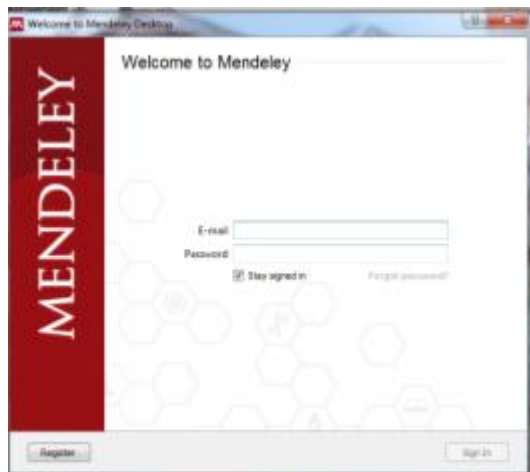 Welcome to Mendeley Desktop
Welcome to Mendeley
MENDELEY
E-mail
Password
Stay signed in
Forgot password?
Register
Sign In